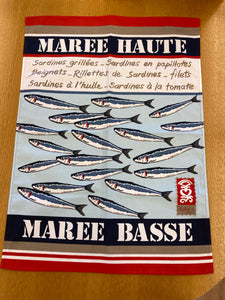 MAREE HAUTE
Sardines grillées _ Sardines en papillotes
Beignets _ Rillettes de Sardines _ filets
Sardines à l'huile - Sardines à la tomate
MAREE BASSE